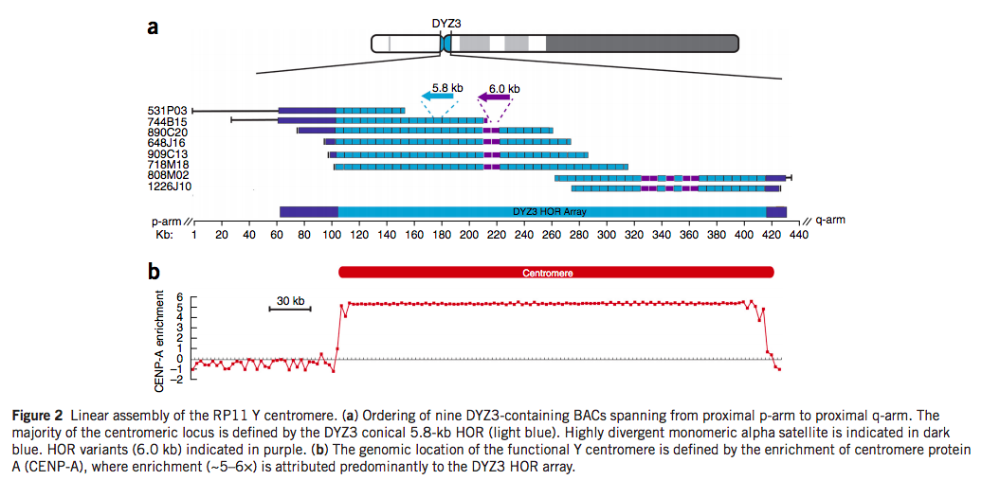 a
DYZ3
5.8 kb
6.0 kb
531P03
744B15
890C20
648J16
909C13
718M18
808M02
1226J10
DYZ3 HOR Array
p-arm
q-arm
Kb: 1 20 40 60 80 100 120 140 160 180 200 220 240 260 280 300 320 340 360 380 400 420 440
b
Centromere
CENP-A enrichment
30 kb
6
5
4
3
2
1
0
–1
–2
Figure 2 Linear assembly of the RP11 Y centromere. (a) Ordering of nine DYZ3-containing BACs spanning from proximal p-arm to proximal q-arm. The
majority of the centromeric locus is defined by the DYZ3 conical 5.8-kb HOR (light blue). Highly divergent monomeric alpha satellite is indicated in dark
blue. HOR variants (6.0 kb) indicated in purple. (b) The genomic location of the functional Y centromere is defined by the enrichment of centromere protein
A (CENP-A), where enrichment (~5–6×) is attributed predominantly to the DYZ3 HOR array.